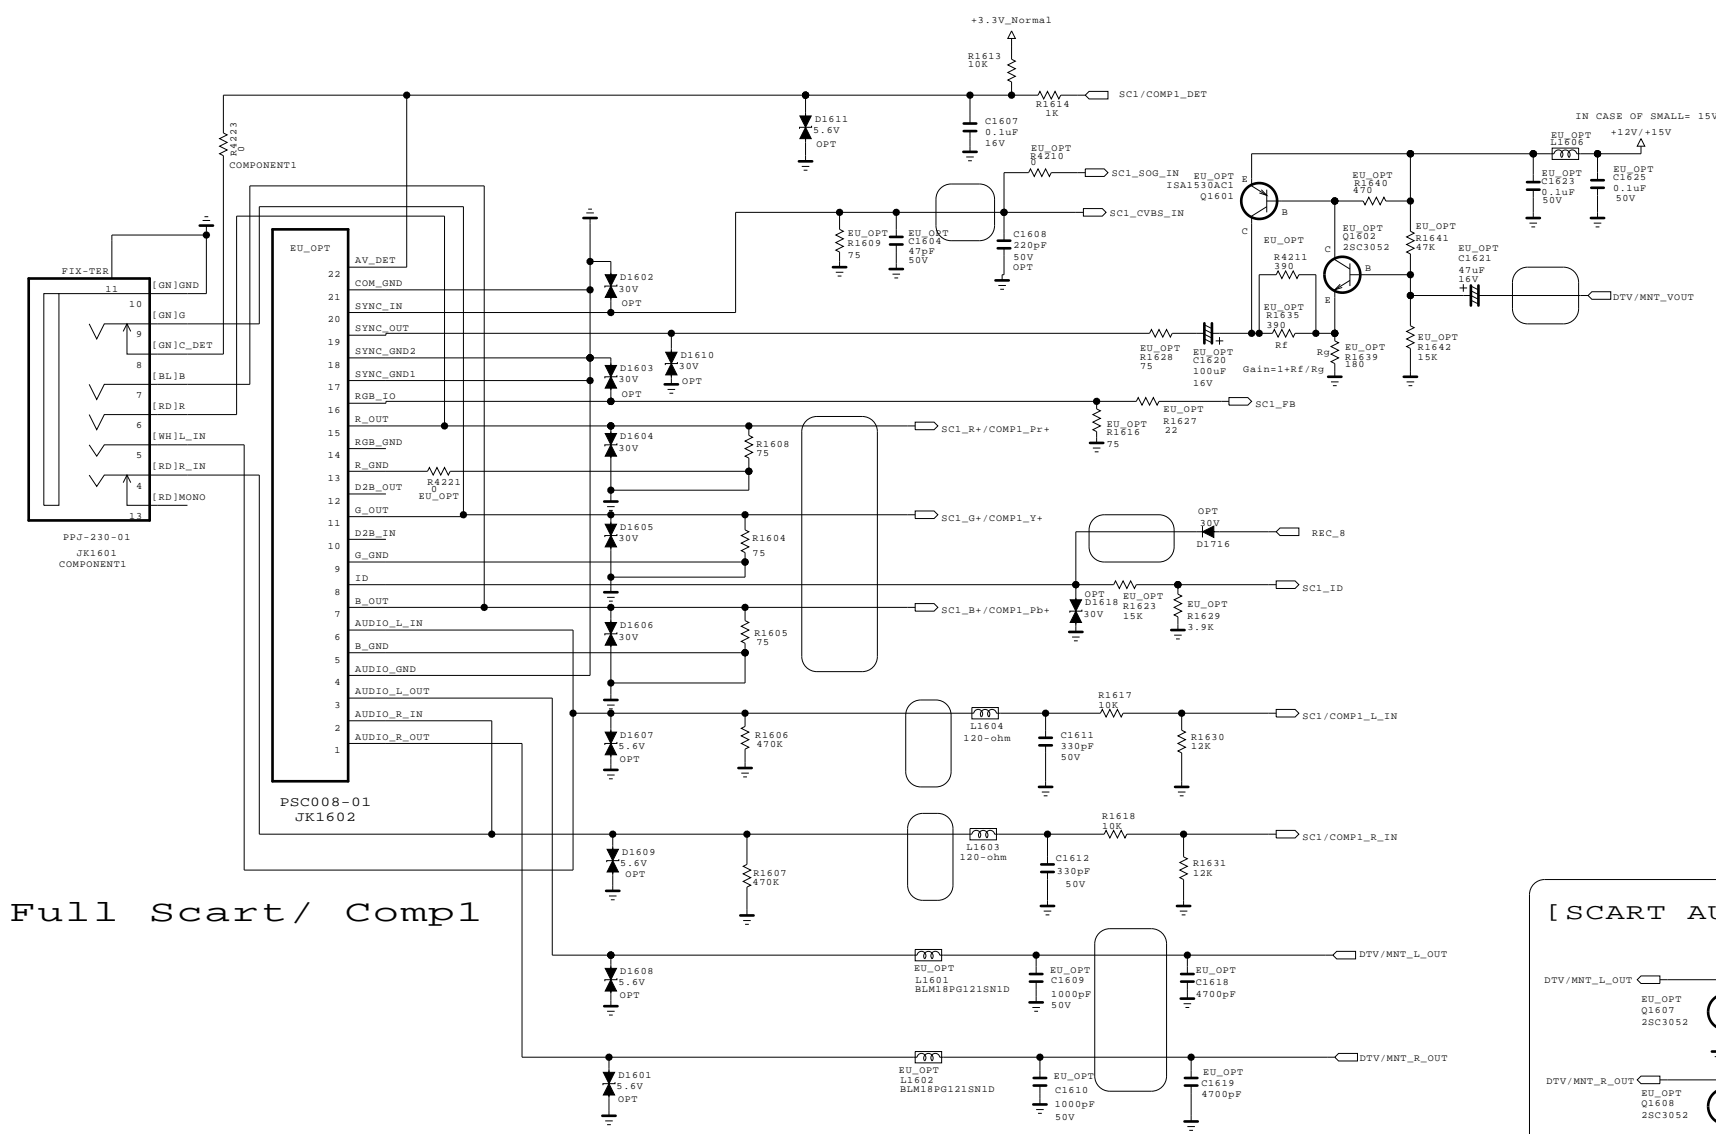 +3.3V_Normal
R1613
10K
R1614
1K
SC1/COMP1_DET
D1611
5.6V
OPT
C1607
0.1uF
16V
R4223
0
COMPONENT1
EU_OPT
R4210
0
SC1_SOG_IN
SC1_CVBS_IN
EU_OPT
R1609
75
EU_OPT
C1604
47pF
50V
C1608
220pF
50V
OPT
IN CASE OF SMALL= 15V
+12V/+15V
EU_OPT
L1606
EU_OPT
C1623
0.1uF
50V
EU_OPT
C1625
0.1uF
50V
EU_OPT
ISA1530AC1
Q1601
E
B
C
EU_OPT
R1640
470
EU_OPT
Q1602
2SC3052
C
B
E
EU_OPT
R1641
47K
EU_OPT
C1621
47uF
16V
+
DTV/MNT_VOUT
EU_OPT
R4211
390
EU_OPT
R1635
390
Rf
Rg
EU_OPT
R1639
180
EU_OPT
R1642
15K
Gain=1+Rf/Rg
EU_OPT
R1628
75
EU_OPT
C1620
100uF
16V
+
FIX-TER
11
[GN]GND
10
[GN]G
9
[GN]C_DET
8
[BL]B
7
[RD]R
6
[WH]L_IN
5
[RD]R_IN
4
[RD]MONO
13
PPJ-230-01
JK1601
COMPONENT1
EU_OPT
AV_DET
22
COM_GND
21
SYNC_IN
20
SYNC_OUT
19
SYNC_GND2
18
SYNC_GND1
17
RGB_IO
16
R_OUT
15
RGB_GND
14
R_GND
13
D2B_OUT
12
G_OUT
11
D2B_IN
10
G_GND
9
ID
8
B_OUT
7
AUDIO_L_IN
6
B_GND
5
AUDIO_GND
4
AUDIO_L_OUT
3
AUDIO_R_IN
2
AUDIO_R_OUT
1
PSC008-01
JK1602
R4221
0
EU_OPT
D1602
30V
OPT
D1610
30V
OPT
D1603
30V
OPT
EU_OPT
R1616
75
EU_OPT
R1627
22
SC1_FB
D1604
30V
R1608
75
SC1_R+/COMP1_Pr+
D1605
30V
R1604
75
SC1_G+/COMP1_Y+
OPT
30V
D1716
REC_8
OPT
D1618
30V
EU_OPT
R1623
15K
EU_OPT
R1629
3.9K
SC1_ID
D1606
30V
R1605
75
SC1_B+/COMP1_Pb+
D1607
5.6V
OPT
R1606
470K
L1604
120-ohm
C1611
330pF
50V
R1617
10K
R1630
12K
SC1/COMP1_L_IN
D1609
5.6V
OPT
R1607
470K
L1603
120-ohm
C1612
330pF
50V
R1618
10K
R1631
12K
SC1/COMP1_R_IN
Full Scart/ Comp1
D1608
5.6V
OPT
EU_OPT
L1601
BLM18PG121SN1D
EU_OPT
C1609
1000pF
50V
EU_OPT
C1618
4700pF
DTV/MNT_L_OUT
D1601
5.6V
OPT
EU_OPT
L1602
BLM18PG121SN1D
EU_OPT
C1610
1000pF
50V
EU_OPT
C1619
4700pF
DTV/MNT_R_OUT
[SCART AU
DTV/MNT_L_OUT
EU_OPT
Q1607
2SC3052
DTV/MNT_R_OUT
EU_OPT
Q1608
2SC3052